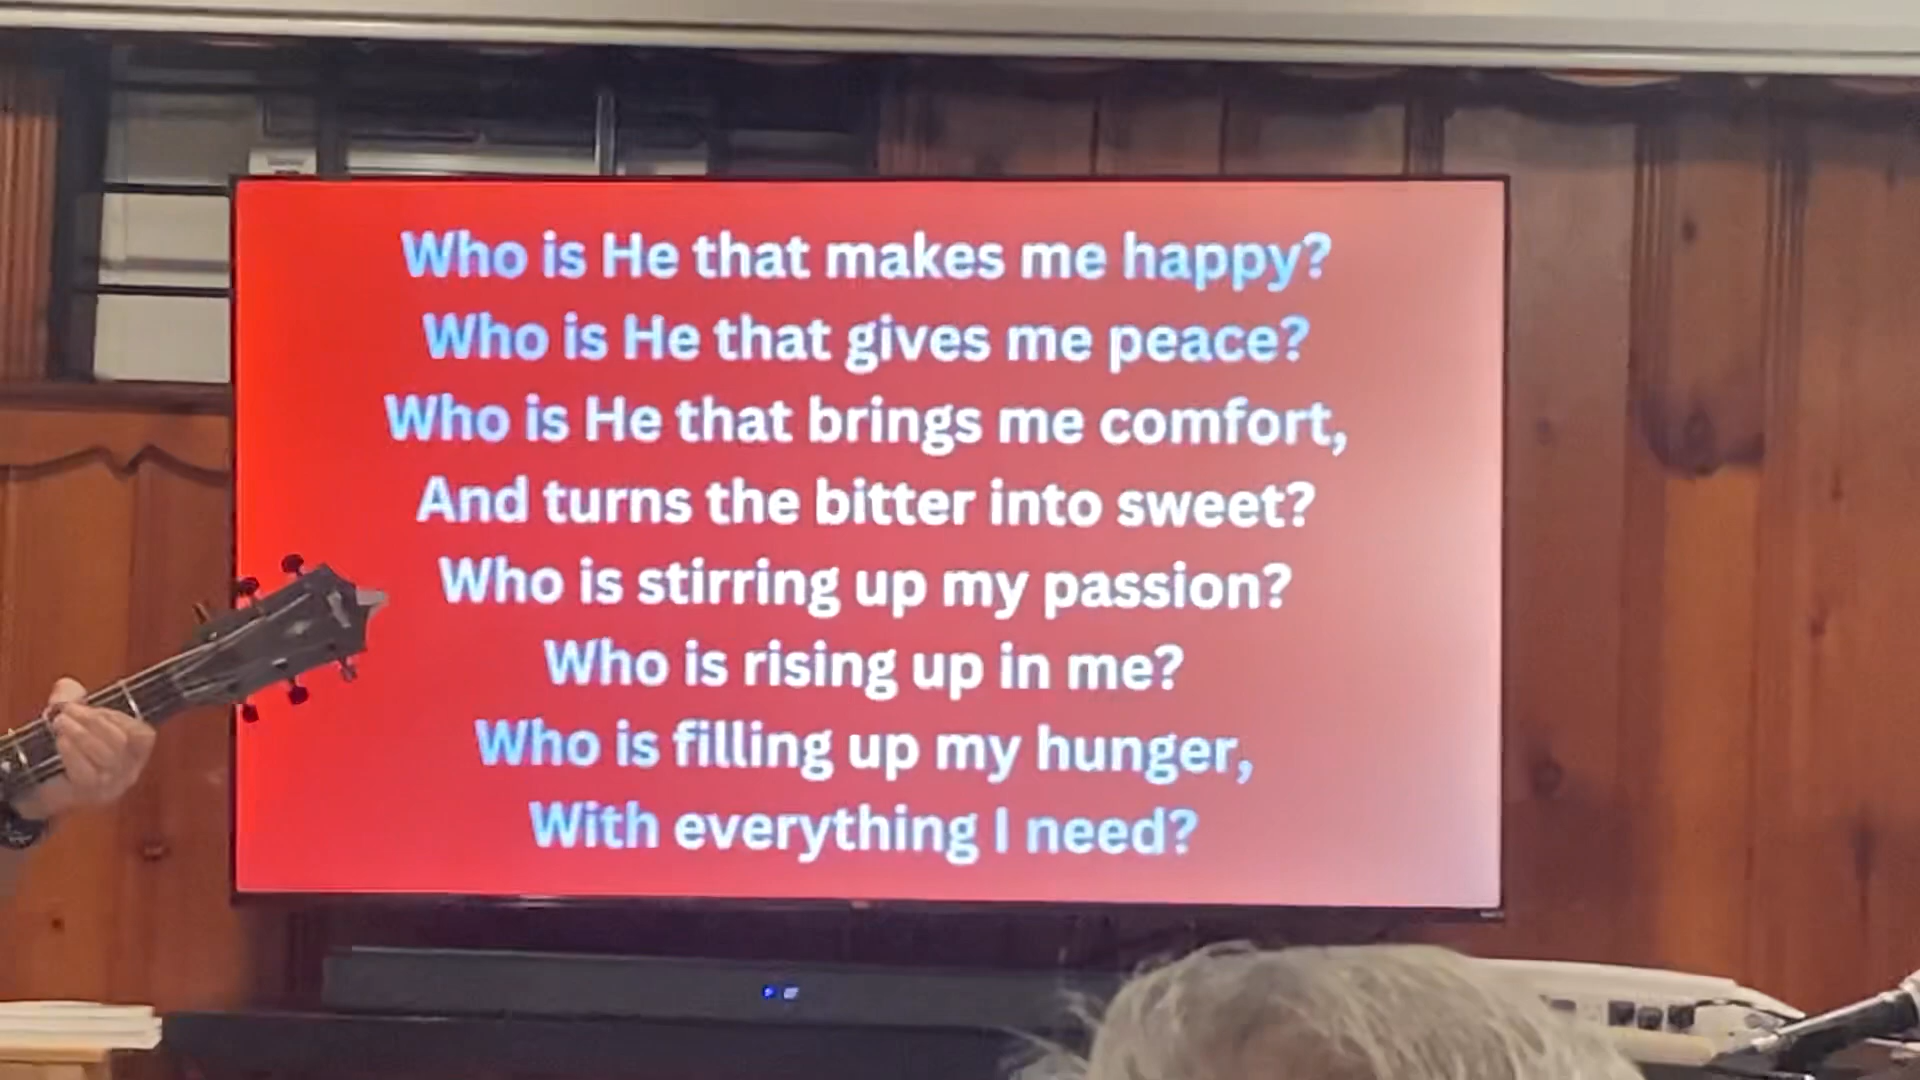 Who is He that makes me happy?
Who is He that gives me peace?
Who is He that brings me comfort,
And turns the bitter into sweet?
Who is stirring up my passion?
Who is rising up in me?
Who is filling up my hunger,
With everything I need?